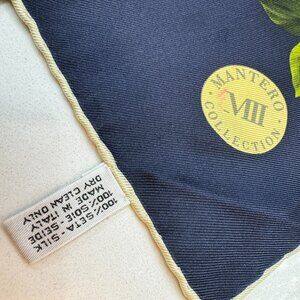 MANTERO
VIII
COLLECTION
100% SETA - SILK
100% SOIE - SEIDE
MADE IN ITALY
DRY CLEAN ONLY